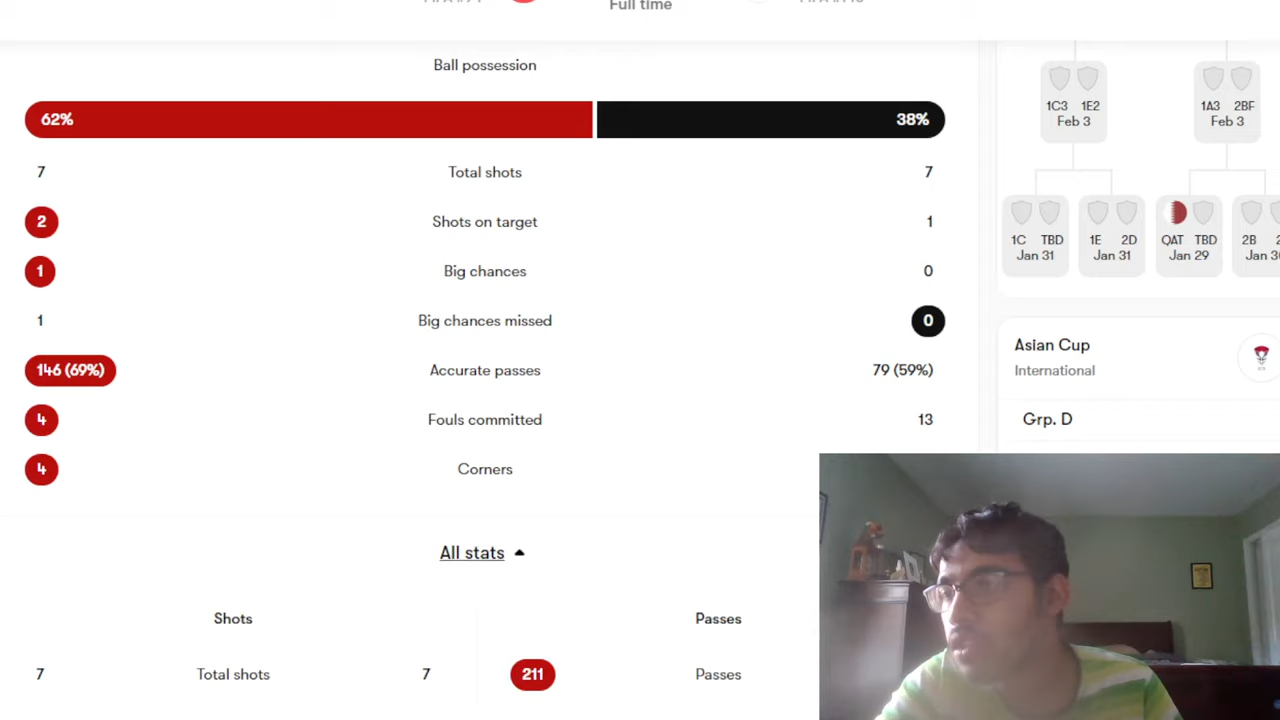 Full time
Ball possession
62% 38%
7 Total shots 7
2 Shots on target 1
1 Big chances 0
1 Big chances missed 0
146 (69%) Accurate passes 79 (59%)
4 Fouls committed 13
4 Corners
All stats
Shots Passes
7 Total shots 7 211 Passes
1C3 1E2
Feb 3
1A3 2BF
Feb 3
1C TBD
Jan 31
1E 2D
Jan 31
QAT TBD
Jan 29
2B
Asian Cup
International
Grp. D